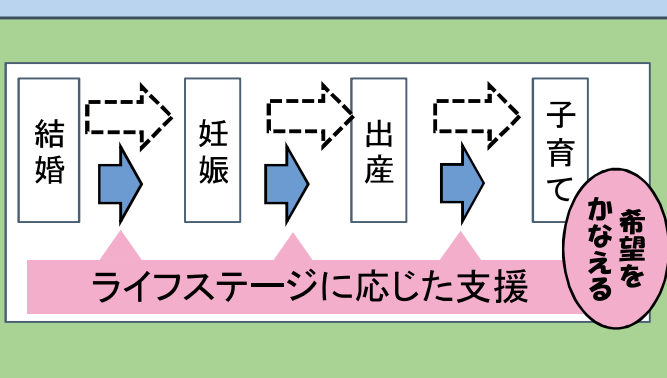 結婚
妊娠
出産
子育て
希望を
かなえる
ライフステージに応じた支援